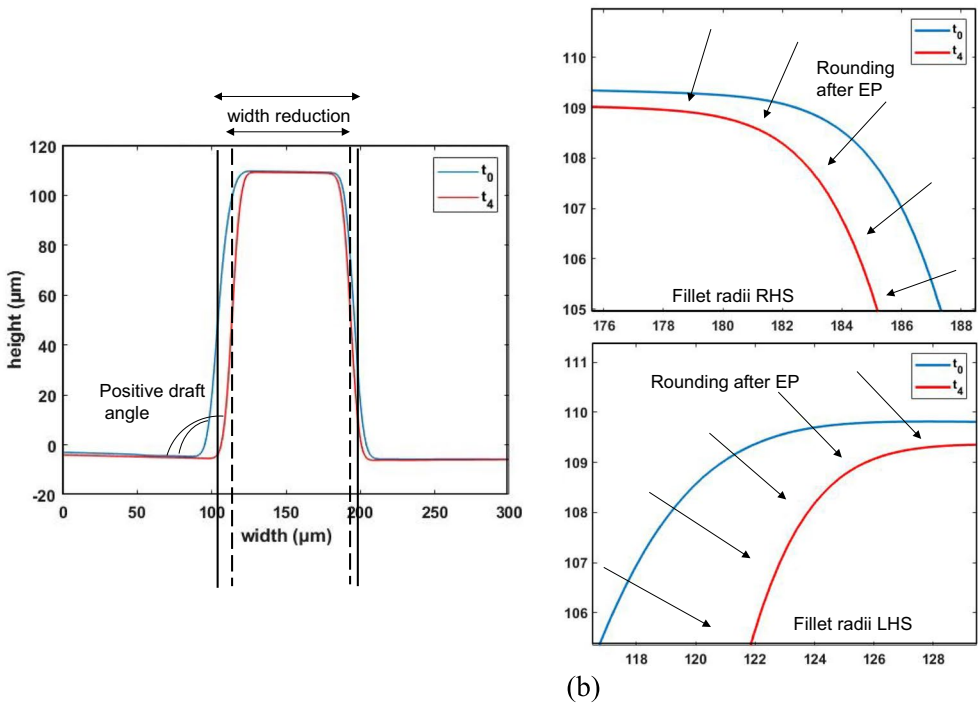 width reduction
120
100
80
60
40
20
0
-20
height (µm)
t0
t4
Positive draft
angle
0
50
100
150
200
250
300
width (µm)
110
109
108
107
106
105
t0
t4
Rounding
after EP
Fillet radii RHS
176
178
180
182
184
186
188
111
110
109
108
107
106
t0
t4
Rounding after EP
Fillet radii LHS
118
120
122
124
126
128
(b)